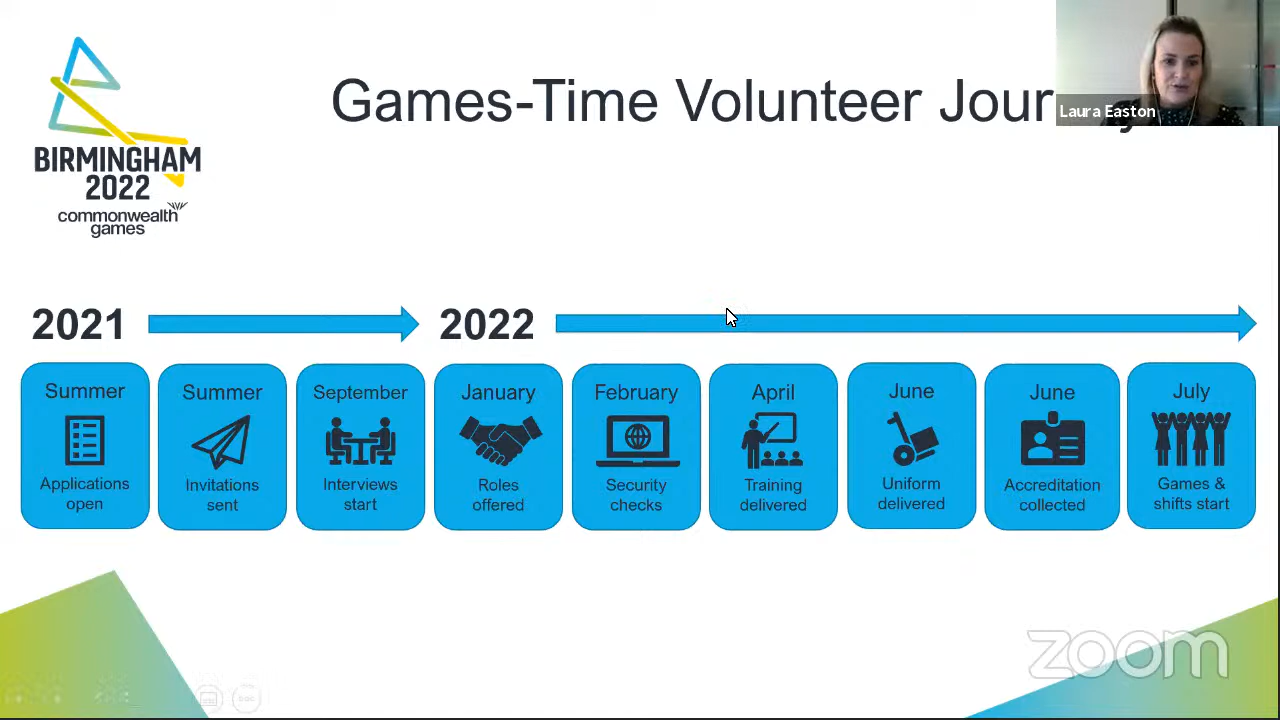 Games-Time Volunteer Jour
Laura Easton
BIRMINGHAM
2022
commonwealth
games
2021
2022
Summer
Applications
open
Summer
Invitations
sent
September
Interviews
start
January
Roles
offered
February
Security
checks
April
Training
delivered
June
Uniform
delivered
June
Accreditation
collected
July
Games &
shifts start
zoom